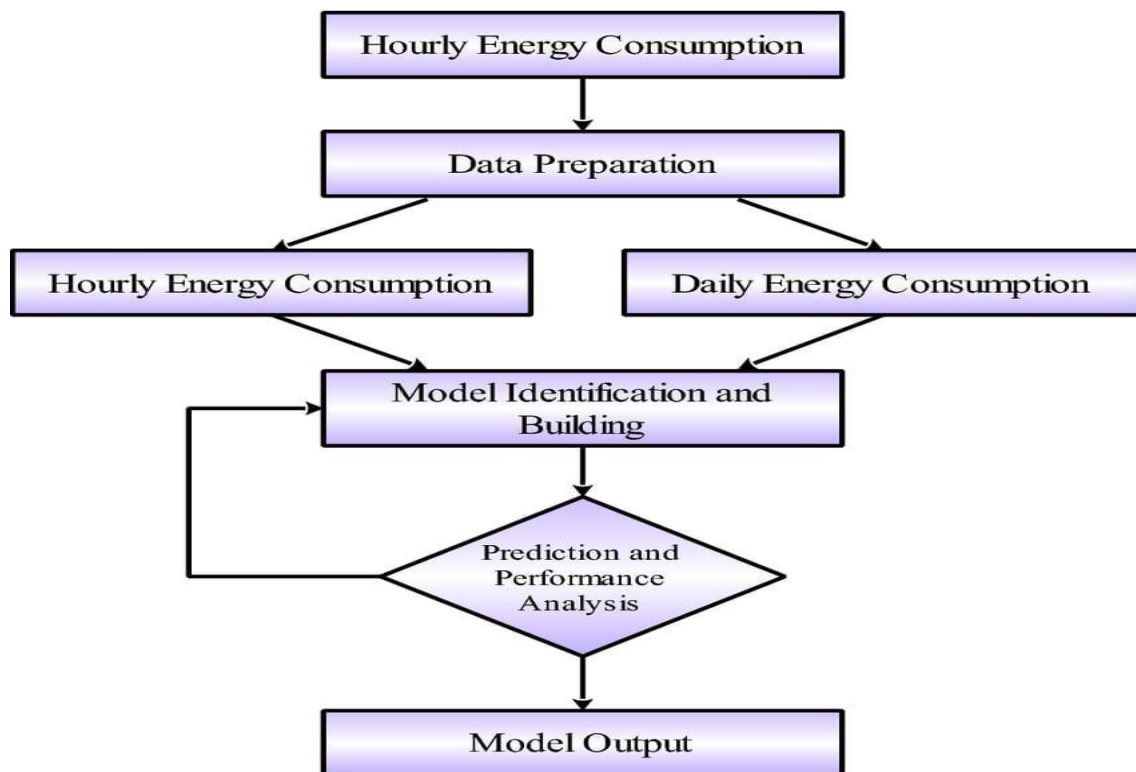 Hourly Energy Consumption
Data Preparation
Hourly Energy Consumption
Daily Energy Consumption
Model Identification and
Building
Prediction and
Performance
Analysis
Model Output